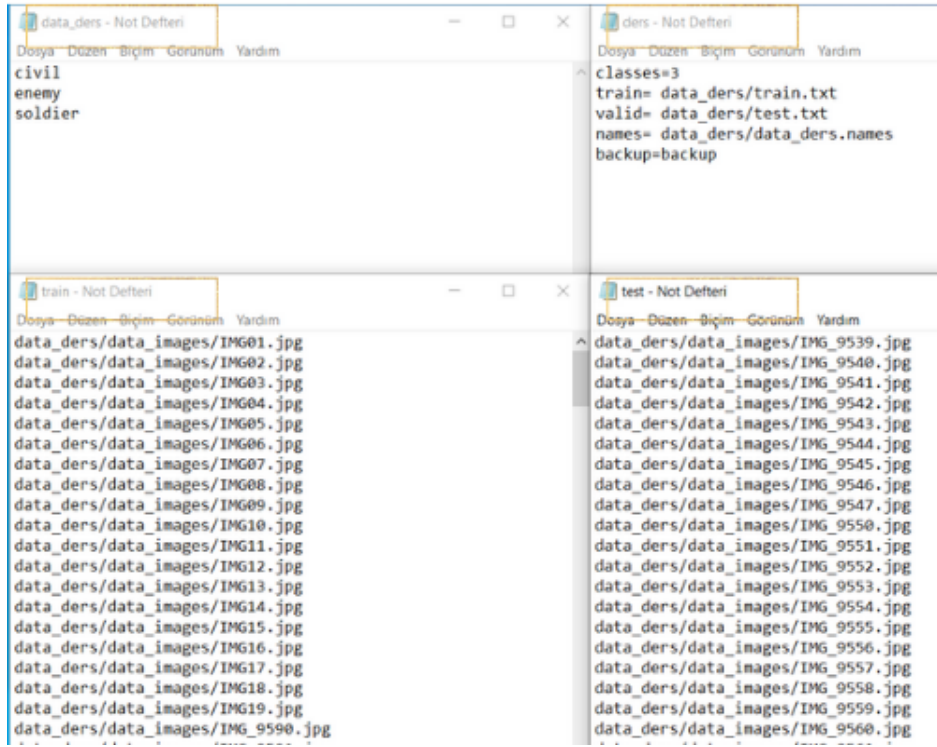 data_ders - Not Defteri
Dosya Düzen Biçim Görünüm Yardım
civil
enemy
soldier
ders - Not Defteri
Dosya Düzen Biçim Görünüm Yardım
classes=3
train= data_ders/train.txt
valid= data_ders/test.txt
names= data_ders/data_ders.names
backup=backup
train - Not Defteri
Dosya Düzen Biçim Görünüm Yardım
data_ders/data_images/IMG01.jpg
data_ders/data_images/IMG02.jpg
data_ders/data_images/IMG03.jpg
data_ders/data_images/IMG04.jpg
data_ders/data_images/IMG05.jpg
data_ders/data_images/IMG06.jpg
data_ders/data_images/IMG07.jpg
data_ders/data_images/IMG08.jpg
data_ders/data_images/IMG09.jpg
data_ders/data_images/IMG10.jpg
data_ders/data_images/IMG11.jpg
data_ders/data_images/IMG12.jpg
data_ders/data_images/IMG13.jpg
data_ders/data_images/IMG14.jpg
data_ders/data_images/IMG15.jpg
data_ders/data_images/IMG16.jpg
data_ders/data_images/IMG17.jpg
data_ders/data_images/IMG18.jpg
data_ders/data_images/IMG19.jpg
data_ders/data_images/IMG_9590.jpg
test - Not Defteri
Dosya Düzen Biçim Görünüm Yardım
data_ders/data_images/IMG_9539.jpg
data_ders/data_images/IMG_9540.jpg
data_ders/data_images/IMG_9541.jpg
data_ders/data_images/IMG_9542.jpg
data_ders/data_images/IMG_9543.jpg
data_ders/data_images/IMG_9544.jpg
data_ders/data_images/IMG_9545.jpg
data_ders/data_images/IMG_9546.jpg
data_ders/data_images/IMG_9547.jpg
data_ders/data_images/IMG_9550.jpg
data_ders/data_images/IMG_9551.jpg
data_ders/data_images/IMG_9552.jpg
data_ders/data_images/IMG_9553.jpg
data_ders/data_images/IMG_9554.jpg
data_ders/data_images/IMG_9555.jpg
data_ders/data_images/IMG_9556.jpg
data_ders/data_images/IMG_9557.jpg
data_ders/data_images/IMG_9558.jpg
data_ders/data_images/IMG_9559.jpg
data_ders/data_images/IMG_9560.jpg